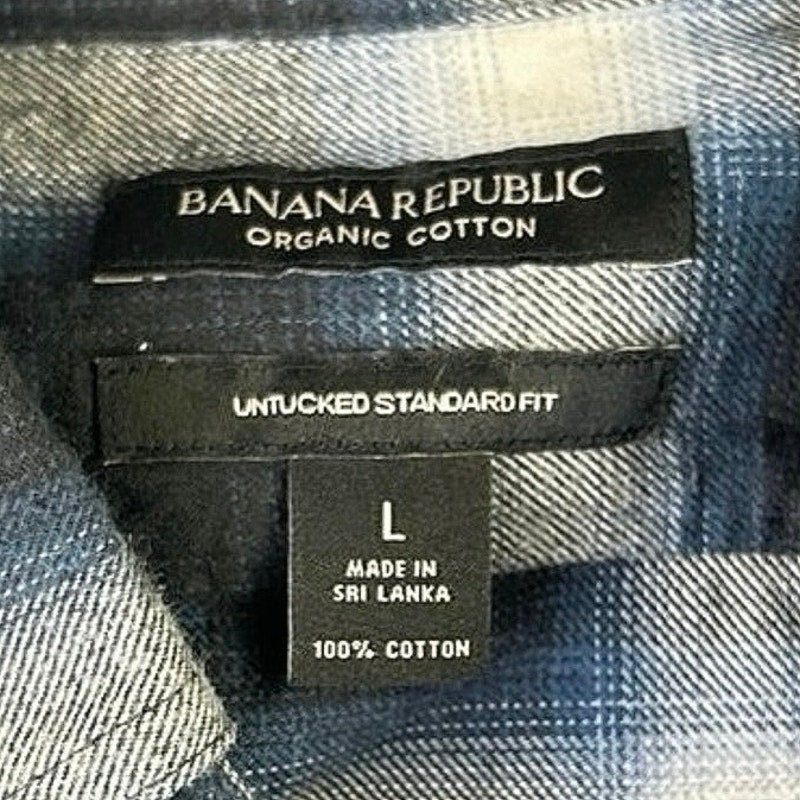 BANANA REPUBLIC
ORGANIC COTTON
UNTUCKED STANDARD FIT
L
MADE IN
SRI LANKA
100% COTTON